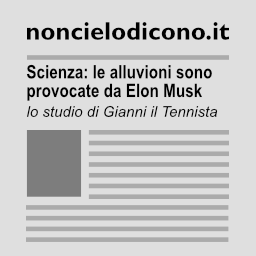 noncielodicono.it
Scienza: le alluvioni sono
provocate da Elon Musk
lo studio di Gianni il Tennista